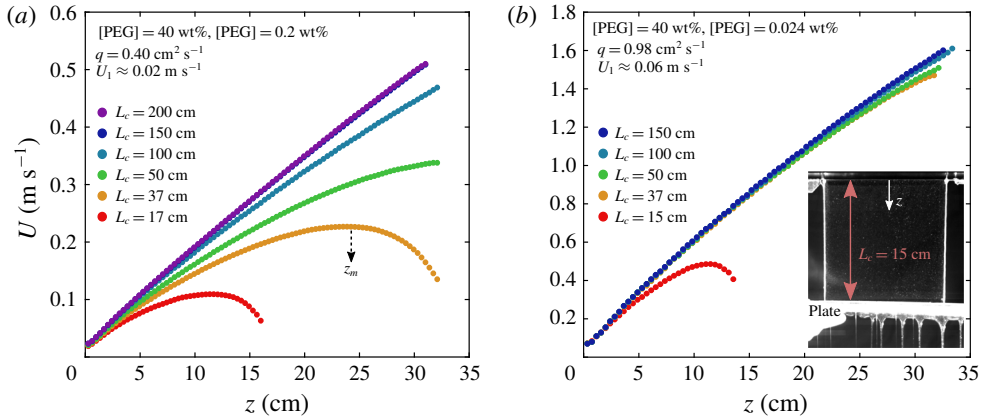 (a)
[PEG] = 40 wt%, [PEG] = 0.2 wt%
q = 0.40 cm² s⁻¹
U₁ ≈ 0.02 m s⁻¹
L_c = 200 cm
L_c = 150 cm
L_c = 100 cm
L_c = 50 cm
L_c = 37 cm
L_c = 17 cm
z_m
U (m s⁻¹)
0.6
0.5
0.4
0.3
0.2
0.1
0 5 10 15 20 25 30 35
z (cm)
(b)
[PEG] = 40 wt%, [PEG] = 0.024 wt%
q = 0.98 cm² s⁻¹
U₁ ≈ 0.06 m s⁻¹
L_c = 150 cm
L_c = 100 cm
L_c = 50 cm
L_c = 37 cm
L_c = 15 cm
z
L_c = 15 cm
Plate
1.8
1.6
1.4
1.2
1.0
0.8
0.6
0.4
0.2
0 5 10 15 20 25 30 35
z (cm)